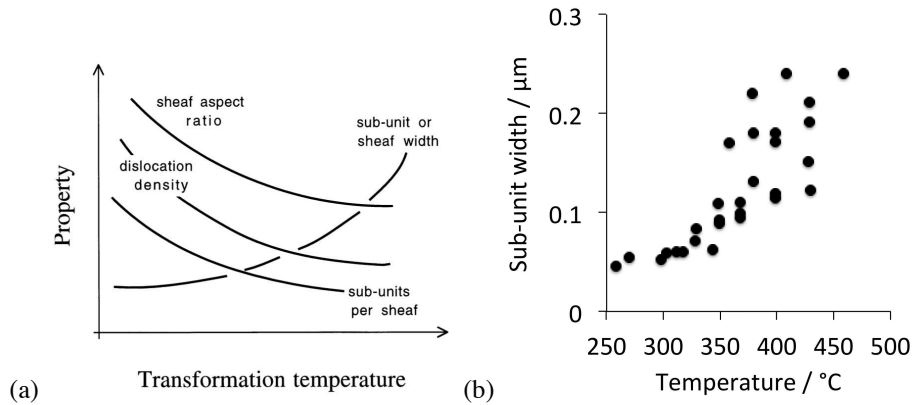 sheaf aspect
ratio
sub-unit or
sheaf width
dislocation
density
sub-units
per sheaf
Property
Transformation temperature
(a)
0.3
0.2
0.1
0
250 300 350 400 450 500
Sub-unit width / μm
Temperature / °C
(b)